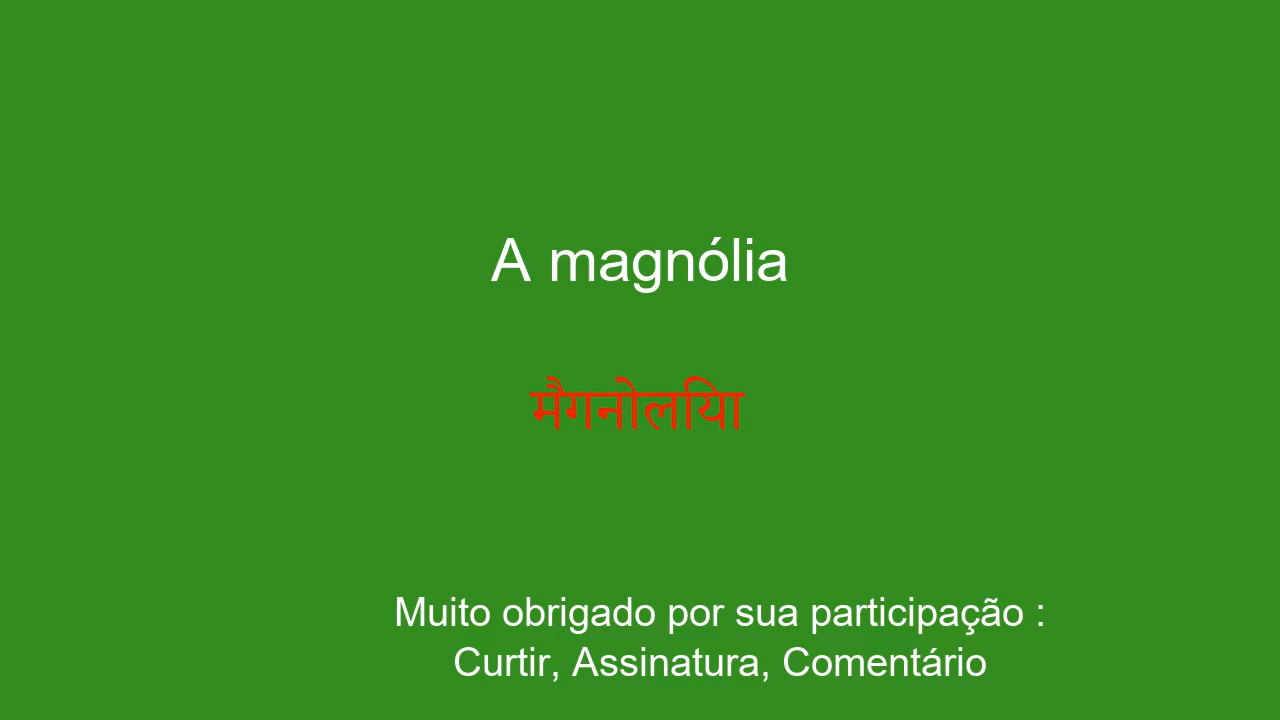 A magnólia
मैगनोलिया
Muito obrigado por sua participação :
Curtir, Assinatura, Comentário